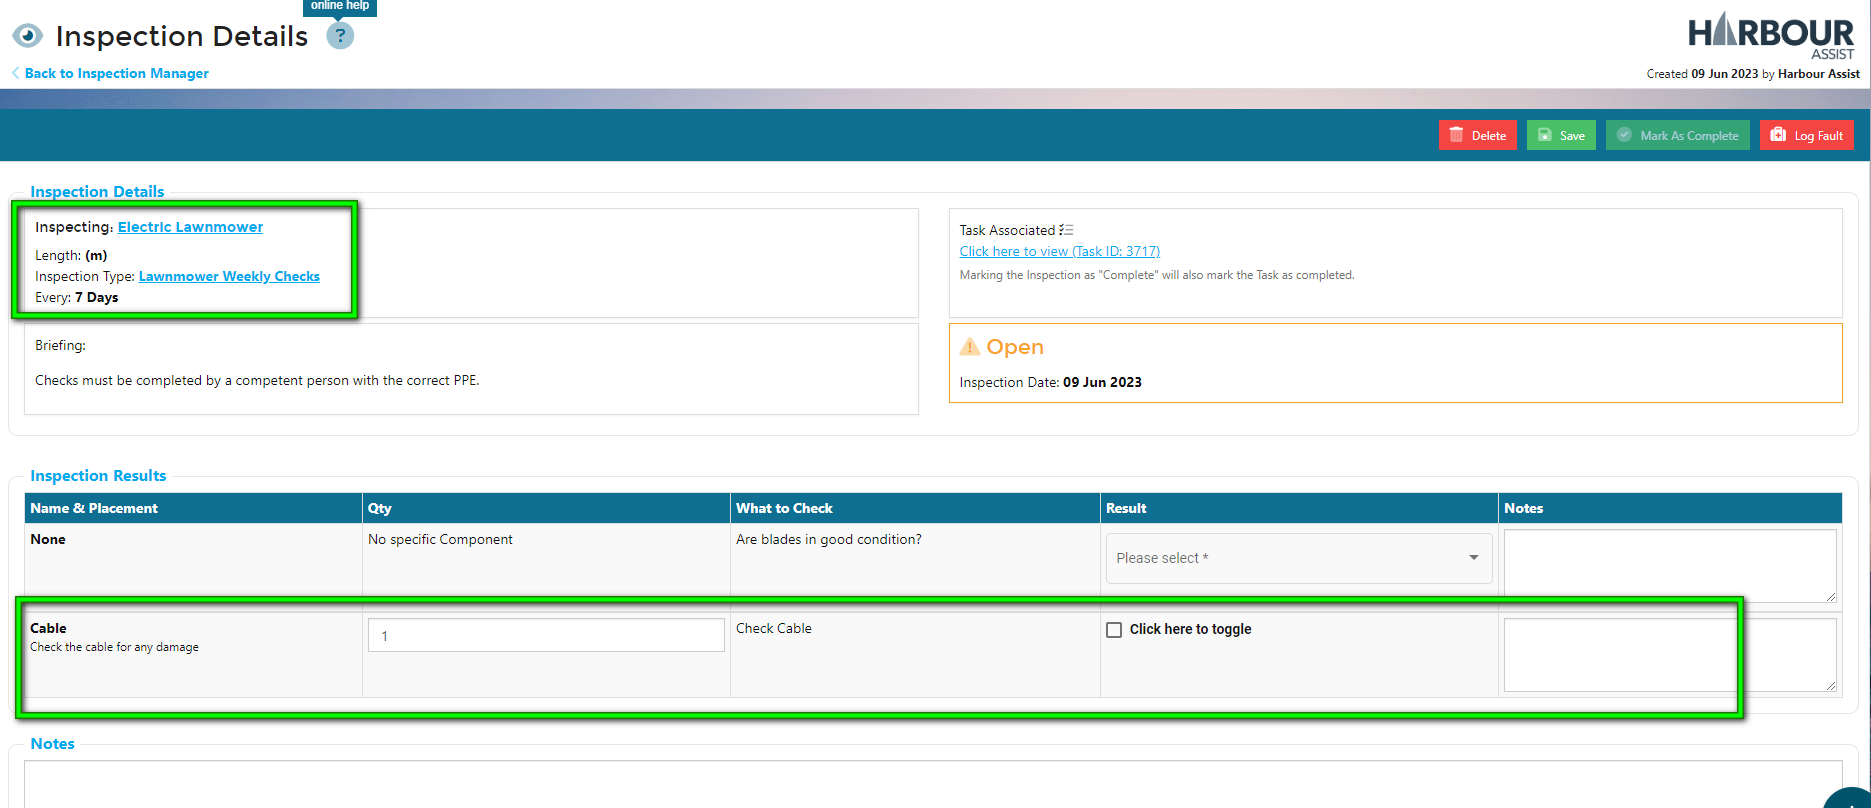 online help
Inspection Details
?
HARBOUR
ASSIST
Back to Inspection Manager
Created 09 Jun 2023 by Harbour Assist
Delete
Save
Mark As Complete
Log Fault
Inspection Details
Inspecting: Electric Lawnmower
Length: (m)
Inspection Type: Lawnmower Weekly Checks
Every: 7 Days
Task Associated
Click here to view (Task ID: 3717)
Marking the Inspection as "Complete" will also mark the Task as completed.
Briefing:
Checks must be completed by a competent person with the correct PPE.
Open
Inspection Date: 09 Jun 2023
Inspection Results
Name & Placement Qty What to Check Result Notes
None No specific Component Are blades in good condition? Please select *
Cable 1 Check Cable Click here to toggle
Check the cable for any damage
Notes